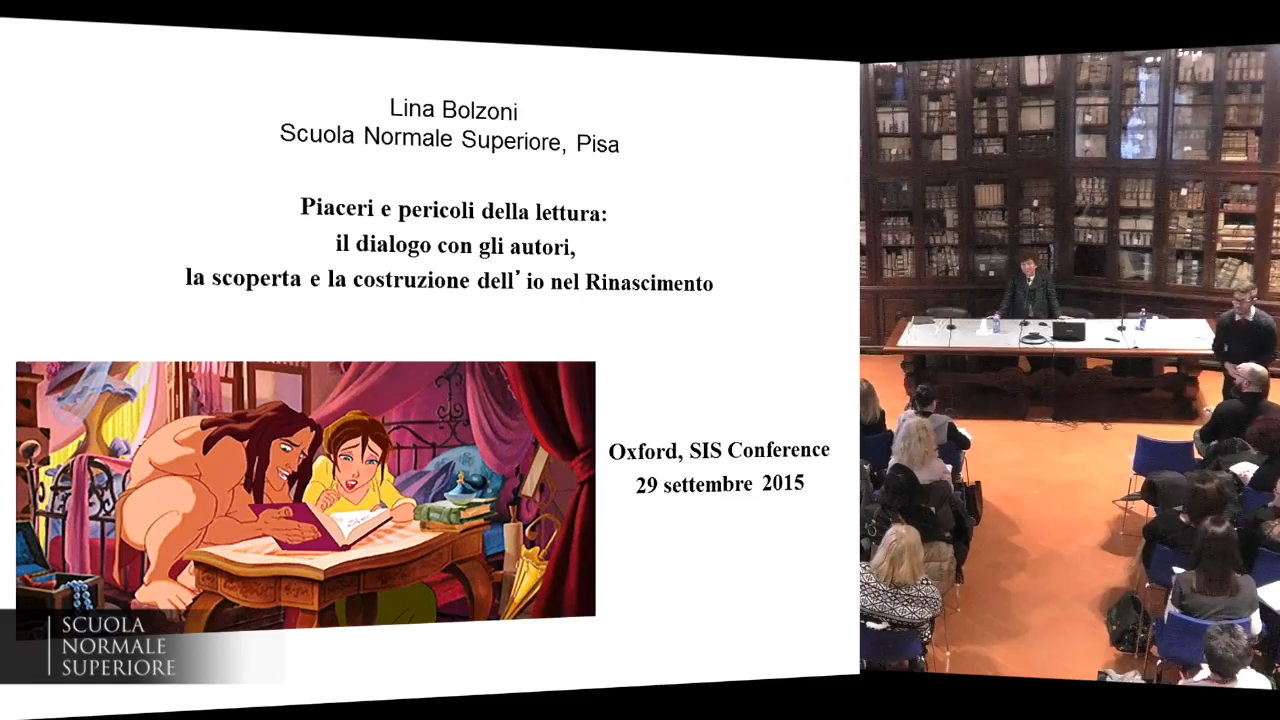 Lina Bolzoni
Scuola Normale Superiore, Pisa
Piaceri e pericoli della lettura:
il dialogo con gli autori,
la scoperta e la costruzione dell' io nel Rinascimento
Oxford, SIS Conference
29 settembre 2015
SCUOLA
NORMALE
SUPERIORE